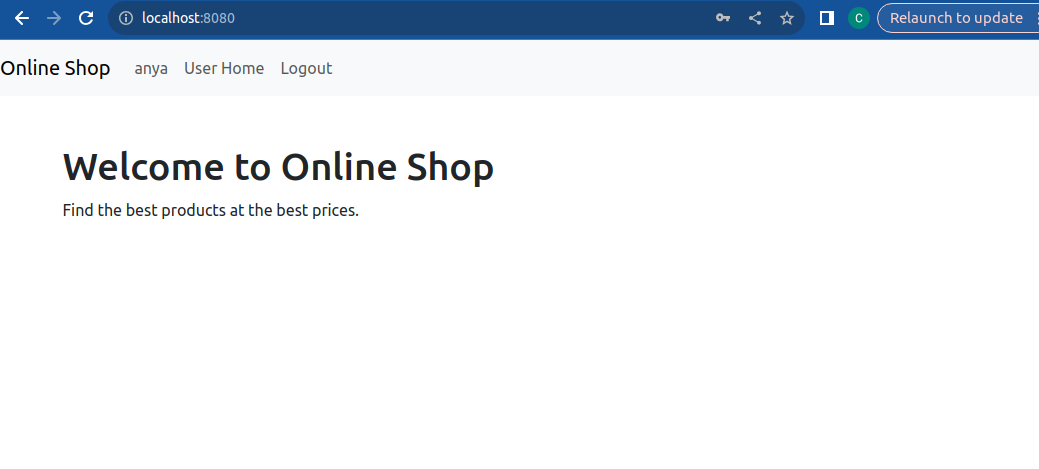 localhost:8080
C
Relaunch to update
Online Shop anya User Home Logout
Welcome to Online Shop
Find the best products at the best prices.